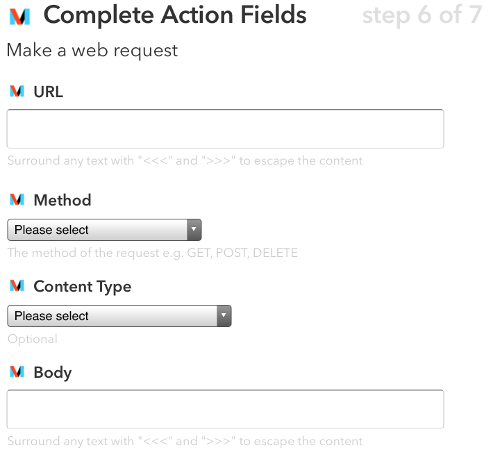 Complete Action Fields step 6 of 7
Make a web request
URL
Surround any text with "<<<" and ">>>" to escape the content
Method
Please select
The method of the request e.g. GET, POST, DELETE
Content Type
Please select
Optional
Body
Surround any text with "<<<" and ">>>" to escape the content